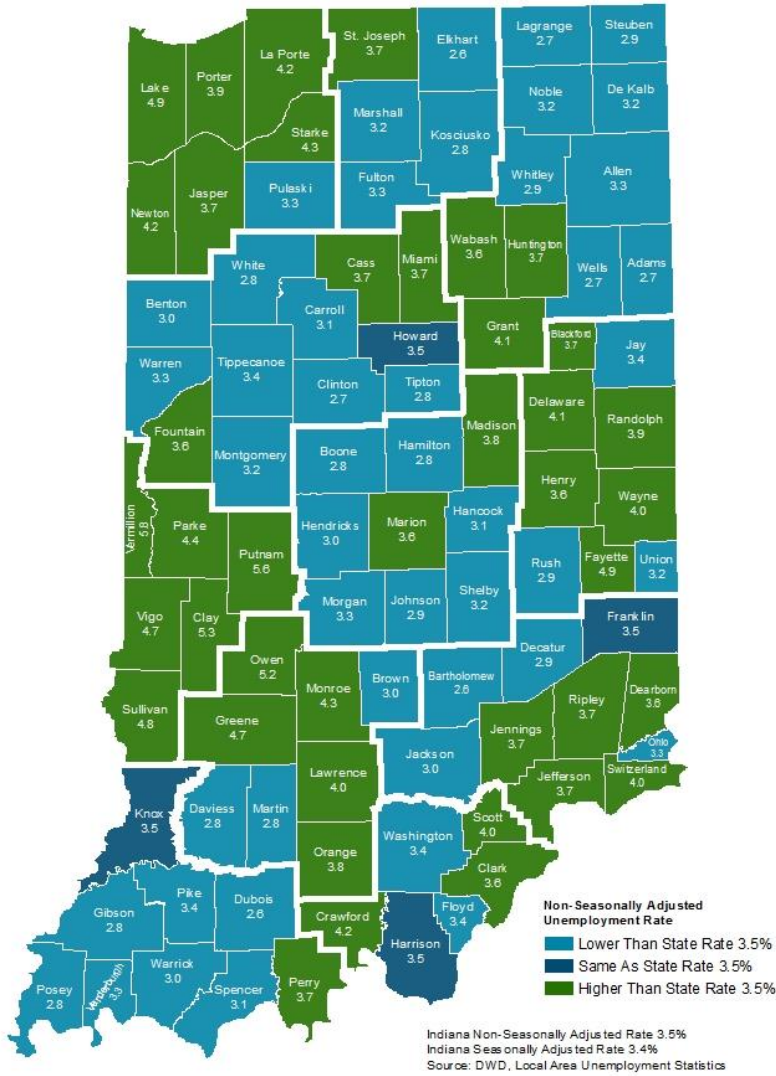 St. Joseph
3.7
Elkhart
2.6
Lagrange
2.7
Steuben
2.9
La Porte
4.2
Porter
3.9
Lake
4.9
Noble
3.2
De Kalb
3.2
Marshall
3.2
Kosciusko
2.8
Starke
4.3
Whitley
2.9
Allen
3.3
Fulton
3.3
Pulaski
3.3
Jasper
3.7
Newton
4.2
Wabash
3.6
Huntington
3.7
Miami
3.7
Cass
3.7
White
2.8
Wells
2.7
Adams
2.7
Benton
3.0
Carroll
3.1
Grant
4.1
Howard
3.5
Blackford
3.7
Jay
3.4
Warren
3.3
Tippecanoe
3.4
Clinton
2.7
Tipton
2.8
Madison
3.8
Delaware
4.1
Randolph
3.9
Fountain
3.6
Montgomery
3.2
Boone
2.8
Hamilton
2.8
Henry
3.6
Wayne
4.0
Vermillion
5.8
Parke
4.4
Putnam
5.6
Hendricks
3.0
Marion
3.6
Hancock
3.1
Rush
2.9
Fayette
4.9
Union
3.2
Morgan
3.3
Johnson
2.9
Shelby
3.2
Vigo
4.7
Clay
5.3
Franklin
3.5
Owen
5.2
Decatur
2.9
Monroe
4.3
Brown
3.0
Bartholomew
2.6
Sullivan
4.8
Greene
4.7
Ripley
3.7
Dearborn
3.6
Jennings
3.7
Ohio
3.3
Jackson
3.0
Lawrence
4.0
Jefferson
3.7
Switzerland
4.0
Knox
3.5
Daviess
2.8
Martin
2.8
Scott
4.0
Washington
3.4
Orange
3.8
Clark
3.6
Pike
3.4
Dubois
2.6
Gibson
2.8
Floyd
3.4
Crawford
4.2
Harrison
3.5
Posey
2.8
Vanderburgh
3.3
Warrick
3.0
Spencer
3.1
Perry
3.7
Non-Seasonally Adjusted
Unemployment Rate
Lower Than State Rate 3.5%
Same As State Rate 3.5%
Higher Than State Rate 3.5%
Indiana Non-Seasonally Adjusted Rate 3.5%
Indiana Seasonally Adjusted Rate 3.4%
Source: DWD, Local Area Unemployment Statistics